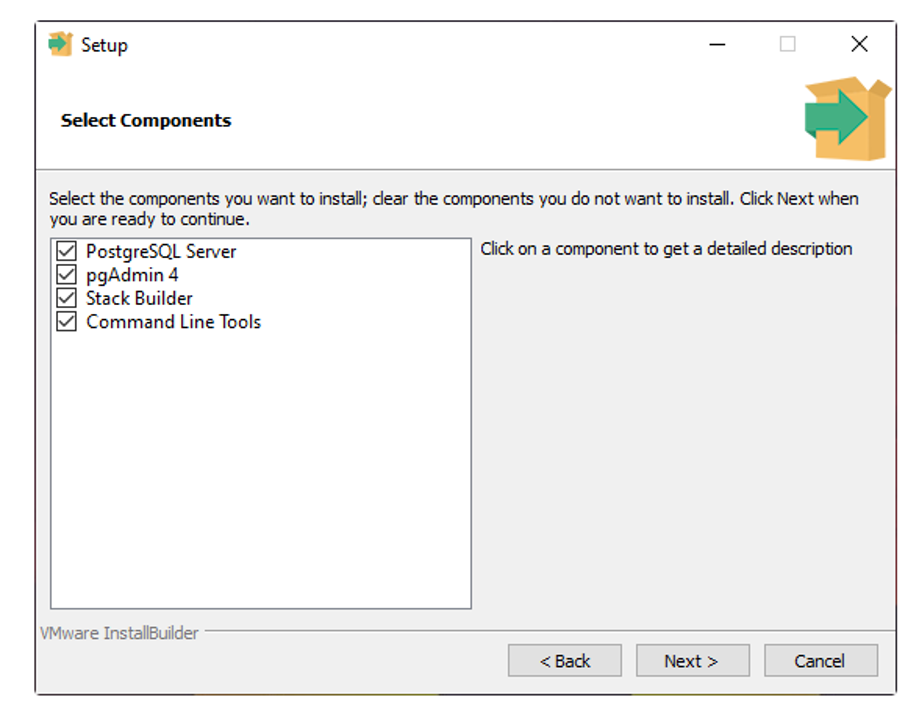 Setup
Select Components
Select the components you want to install; clear the components you do not want to install. Click Next when
you are ready to continue.
PostgreSQL Server
pgAdmin 4
Stack Builder
Command Line Tools
Click on a component to get a detailed description
VMware InstallBuilder
< Back
Next >
Cancel